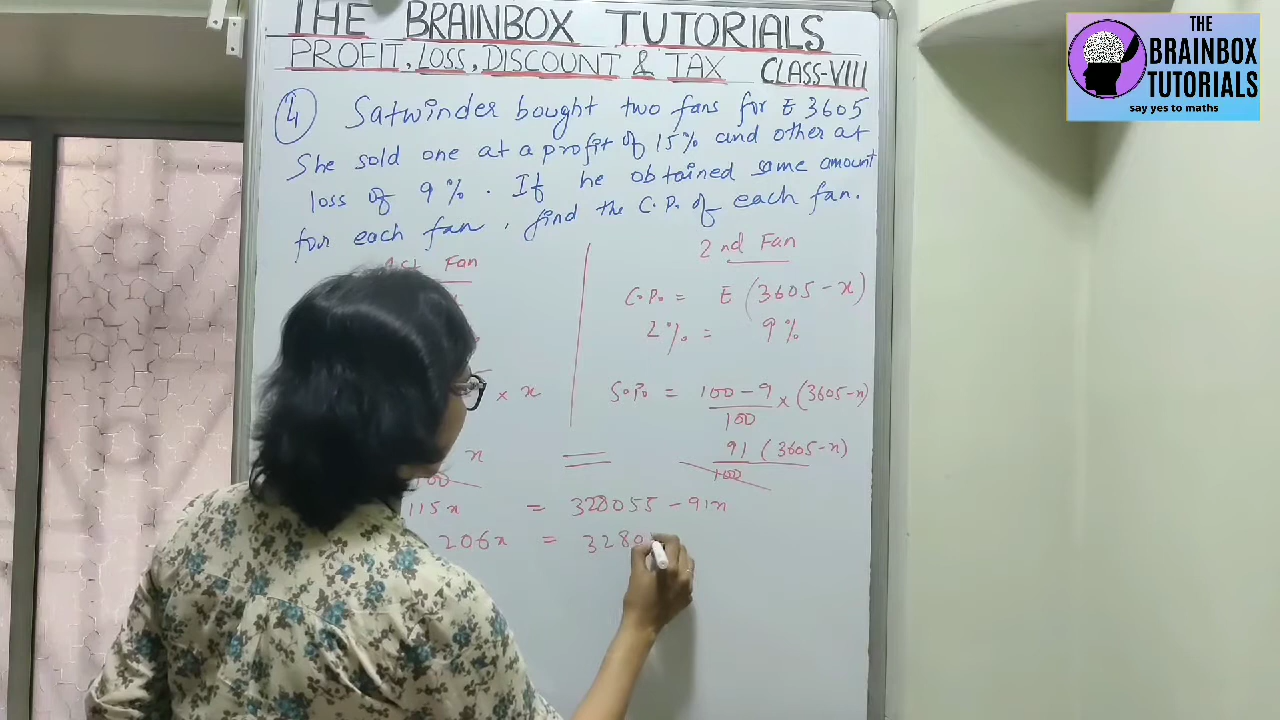 THE BRAINBOX TUTORIALS
PROFIT, LOSS, DISCOUNT & TAX CLASS-VIII
4 Satwinder bought two fans for ₹ 3605
She sold one at a profit of 15% and other at
loss of 9%. If he obtained same amount
for each fan, find the C.P. of each fan.
Fan
× x
x
100
115x = 328055 - 91x
206x = 3280
2nd Fan
C.P. = ₹ (3605 - x)
2% = 9%
S.P. = 100 - 9 / 100 × (3605 - x)
= 91 (3605 - x) / 100
THE
BRAINBOX
TUTORIALS
say yes to maths